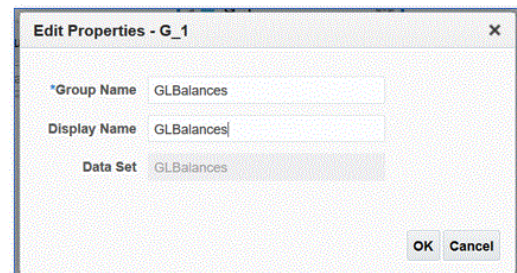 Edit Properties - G_1
*Group Name GLBalances
Display Name GLBalances
Data Set GLBalances
OK Cancel